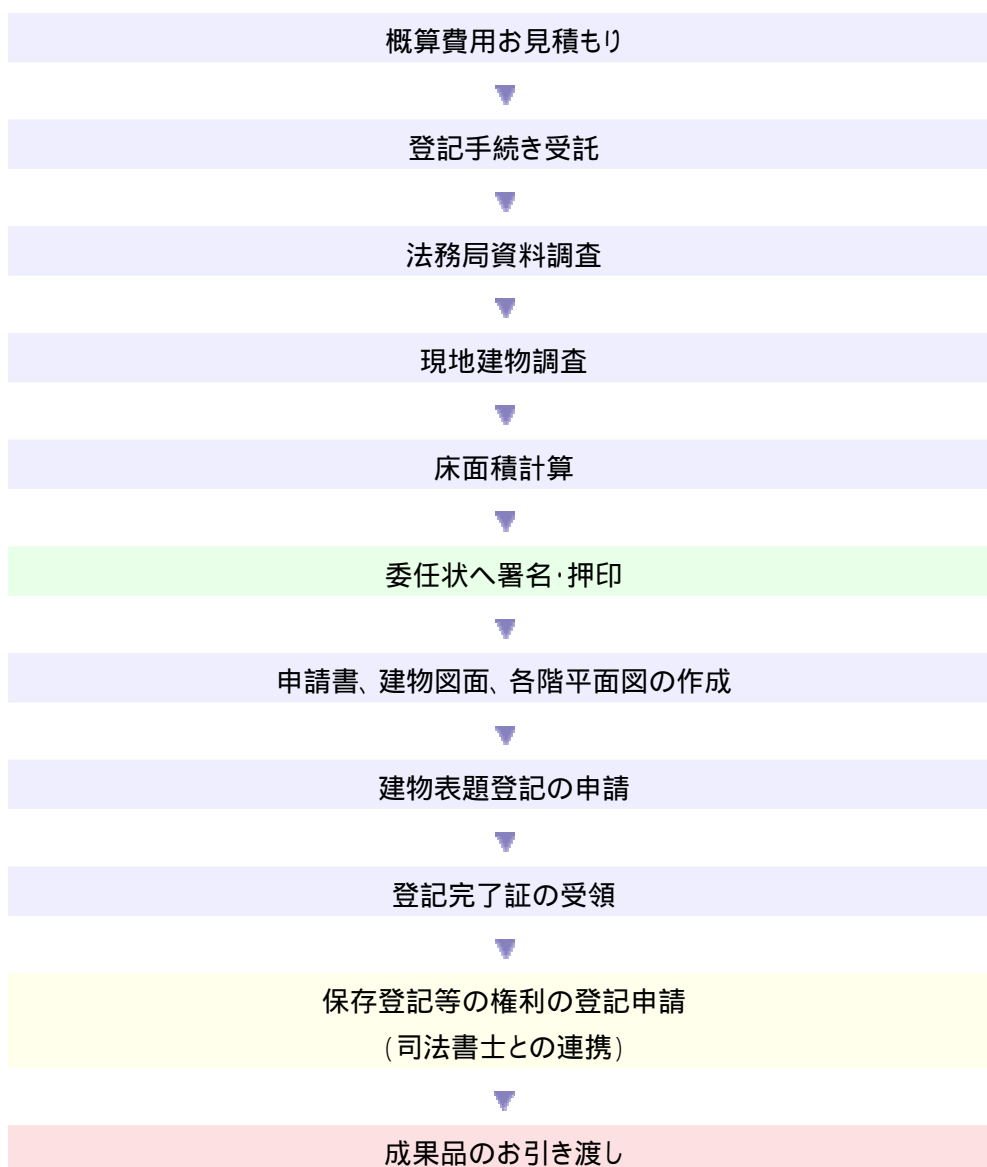 概算費用お見積もり
登記手続き受託
法務局資料調査
現地建物調査
床面積計算
委任状へ署名・押印
申請書、建物図面、各階平面図の作成
建物表題登記の申請
登記完了証の受領
保存登記等の権利の登記申請
(司法書士との連携)
成果品のお引き渡し